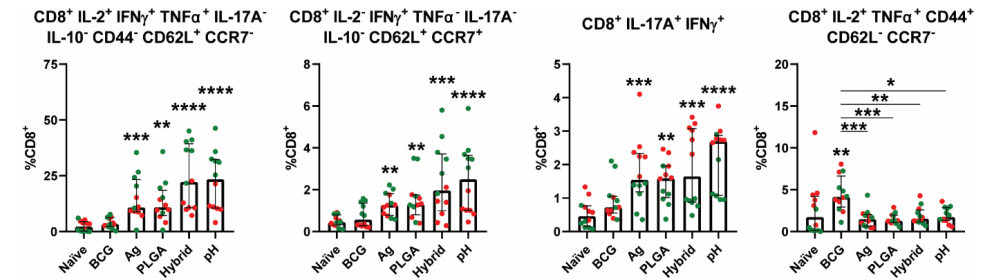 CD8⁺ IL-2⁺ IFNγ⁺ TNFα⁺ IL-17A⁻
IL-10⁻ CD44⁻ CD62L⁺ CCR7⁻
75
50
25
0
%CD8⁺
***
**
****
****
Naïve
BCG
Ag
PLGA
Hybrid
pH
CD8⁺ IL-2⁻ IFNγ⁺ TNFα⁻ IL-17A⁻
IL-10⁻ CD62L⁺ CCR7⁺
8
6
4
2
0
%CD8⁺
**
**
***
****
Naïve
BCG
Ag
PLGA
Hybrid
pH
CD8⁺ IL-17A⁺ IFNγ⁺
5
4
3
2
1
0
%CD8⁺
***
**
***
****
Naïve
BCG
Ag
PLGA
Hybrid
pH
CD8⁺ IL-2⁺ TNFα⁺ CD44⁺
CD62L⁻ CCR7⁻
20
15
10
5
0
%CD8⁺
*
**
***
***
**
Naïve
BCG
Ag
PLGA
Hybrid
pH